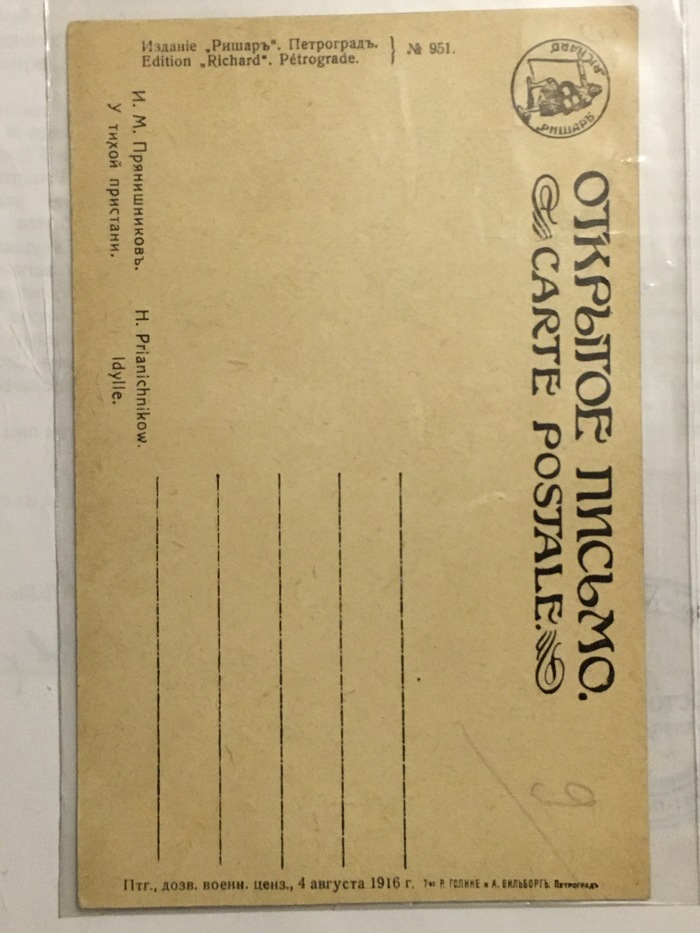 Изданіе „Ришаръ“. Петроградъ.
Edition „Richard“. Pétrograde. } № 951.
RICHARD
„РИШАРЪ“
ОТКРЫТОЕ ПИСЬМО.
CARTE POSTALE.
И. М. Прянишниковъ.
У тихой пристани.
H. Prianichnikow.
Idylle.
9
Птг., дозв. военн. ценз., 4 августа 1916 г. Т-во Р. ГОЛИКЕ и А. ВИЛЬБОРГЪ. Петроградъ